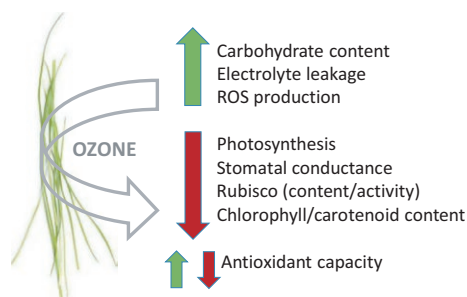 Carbohydrate content
Electrolyte leakage
ROS production
OZONE
Photosynthesis
Stomatal conductance
Rubisco (content/activity)
Chlorophyll/carotenoid content
Antioxidant capacity